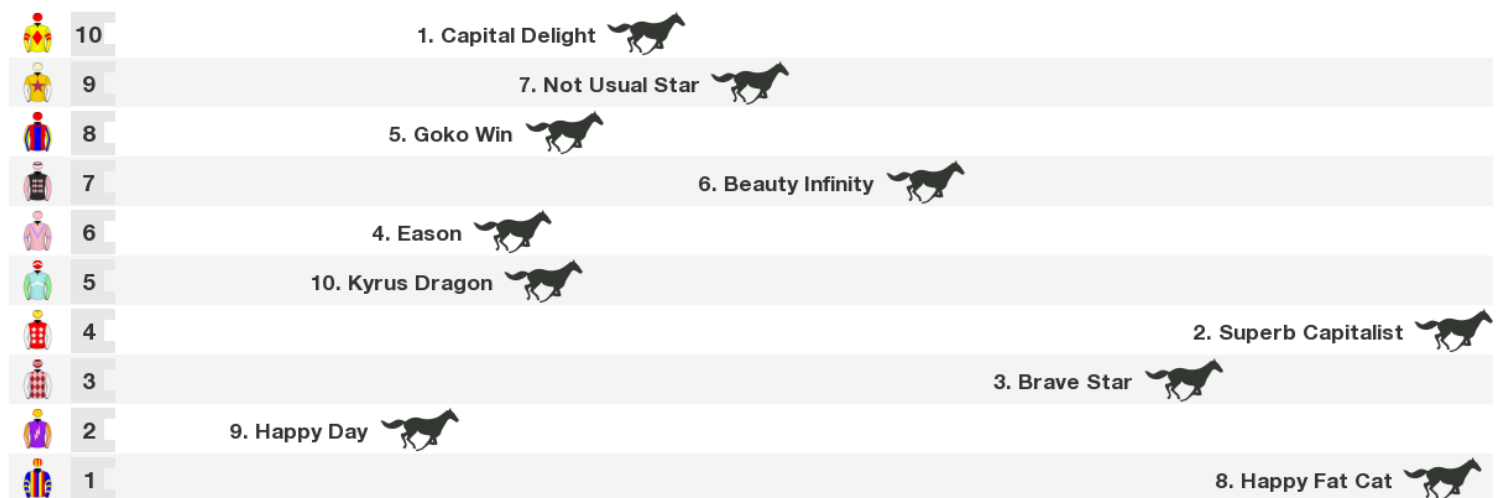 10 1. Capital Delight
9 7. Not Usual Star
8 5. Goko Win
7 6. Beauty Infinity
6 4. Eason
5 10. Kyrus Dragon
4 2. Superb Capitalist
3 3. Brave Star
2 9. Happy Day
1 8. Happy Fat Cat